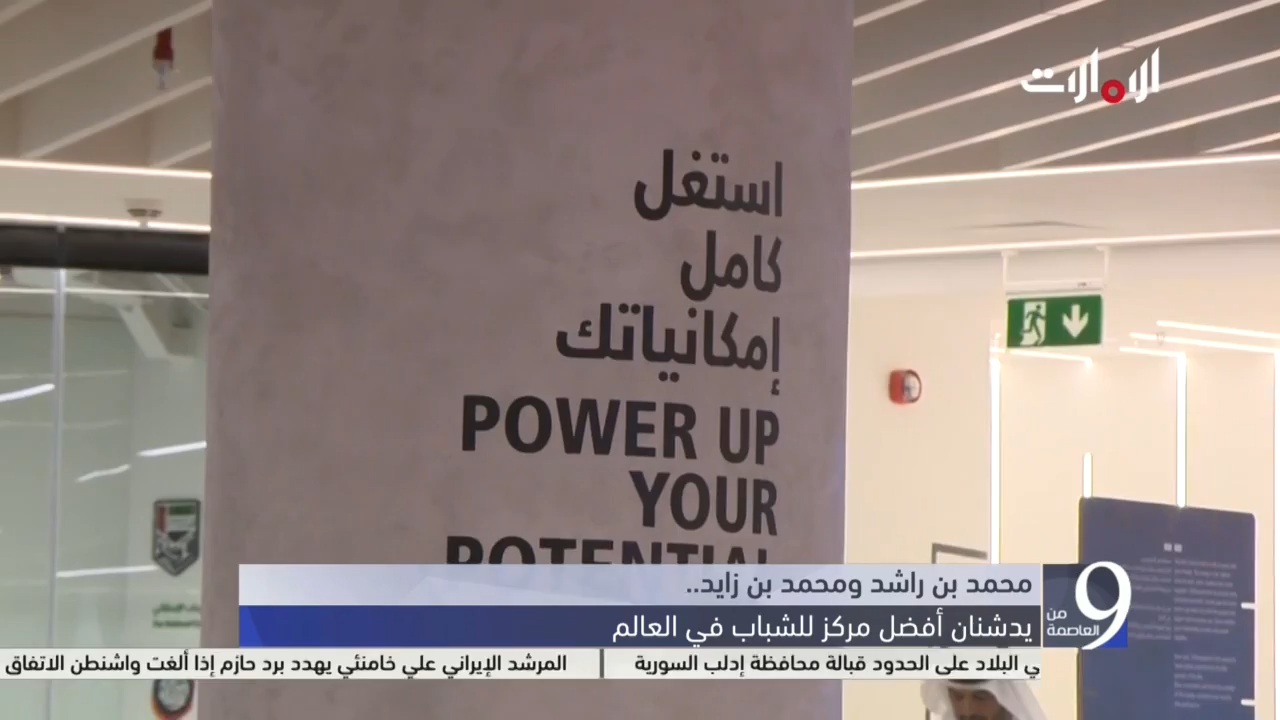 الإمارات
استغل
كامل
إمكانياتك
POWER UP
YOUR
POTENTIAL
محمد بن راشد ومحمد بن زايد..
يدشنان أفضل مركز للشباب في العالم
9 من
العاصمة
ي البلاد على الحدود قبالة محافظة إدلب السورية | المرشد الإيراني علي خامنئي يهدد برد حازم إذا ألغت واشنطن الاتفاق